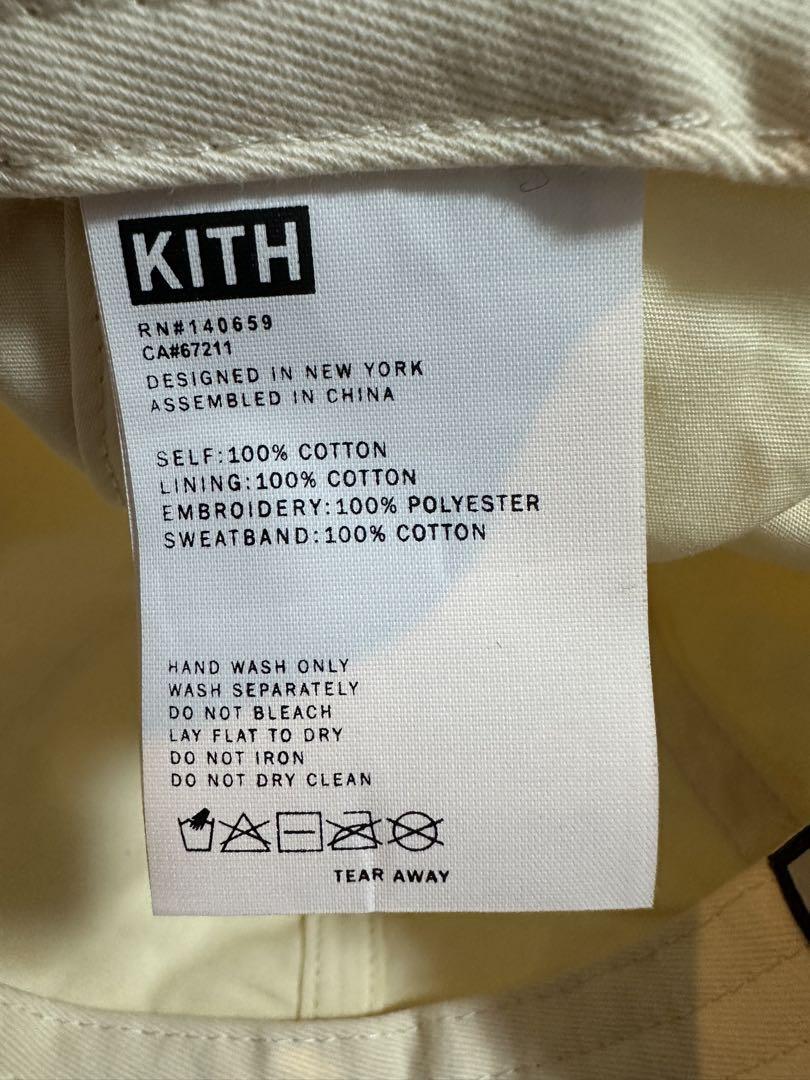 KITH
RN#140659
CA#67211
DESIGNED IN NEW YORK
ASSEMBLED IN CHINA
SELF:100% COTTON
LINING:100% COTTON
EMBROIDERY:100% POLYESTER
SWEATBAND:100% COTTON
HAND WASH ONLY
WASH SEPARATELY
DO NOT BLEACH
LAY FLAT TO DRY
DO NOT IRON
DO NOT DRY CLEAN
TEAR AWAY